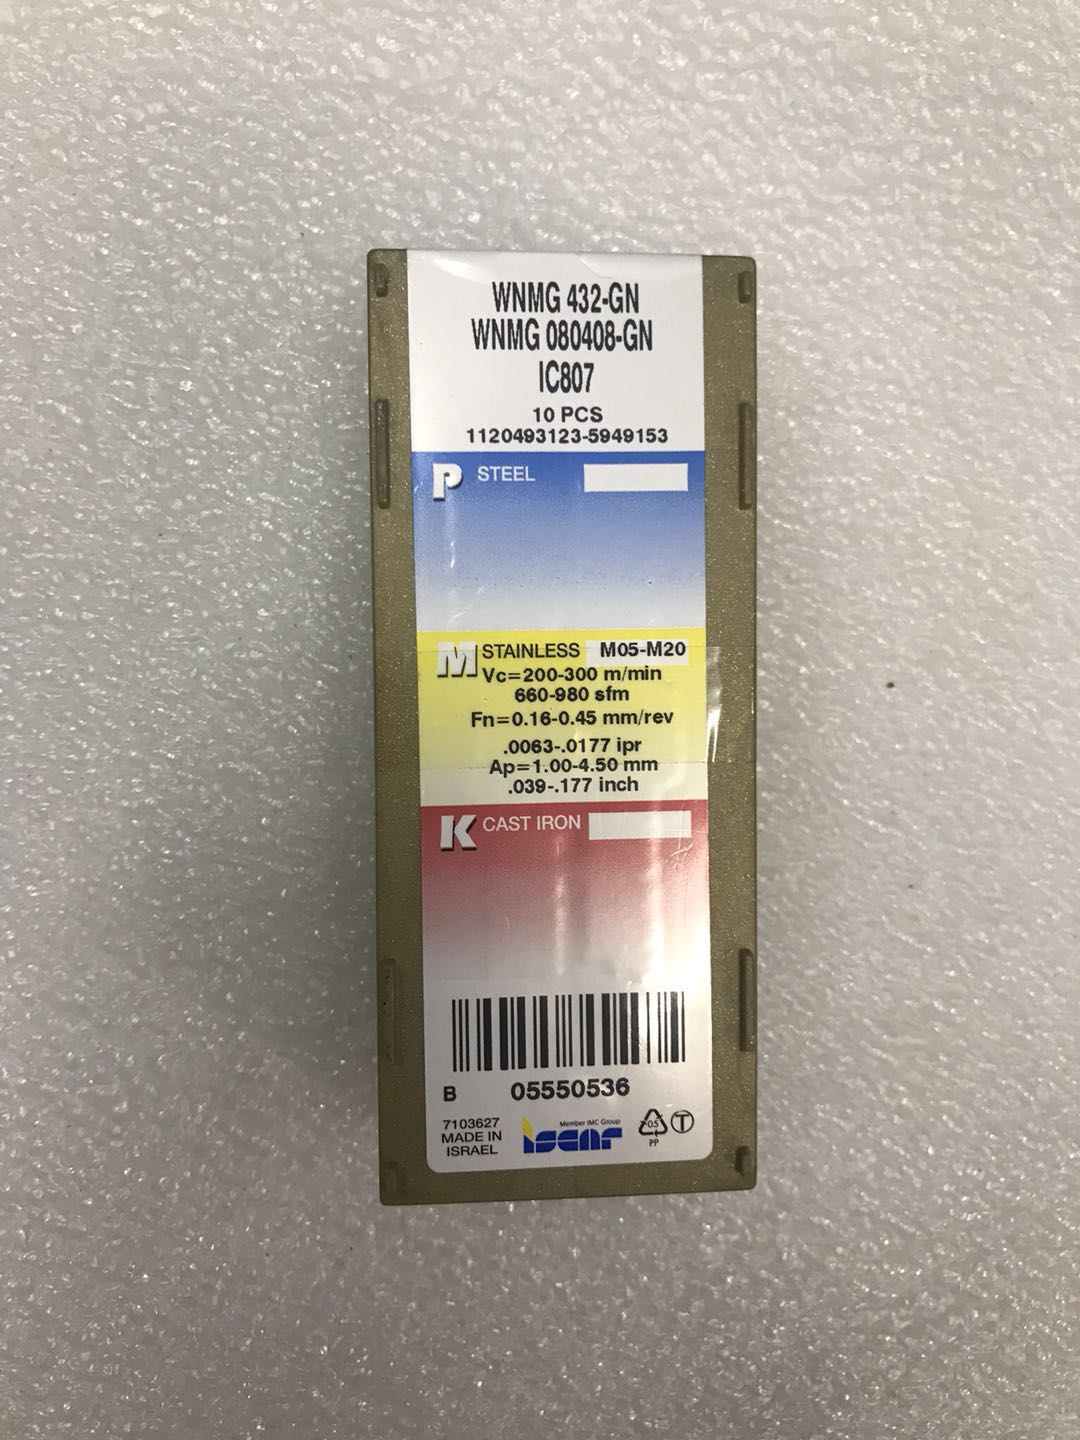 WNMG 432-GN
WNMG 080408-GN
IC807
10 PCS
1120493123-5949153
P STEEL
M STAINLESS M05-M20
Vc=200-300 m/min
660-980 sfm
Fn=0.16-0.45 mm/rev
.0063-.0177 ipr
Ap=1.00-4.50 mm
.039-.177 inch
K CAST IRON
B 05550536
7103627
MADE IN
ISRAEL
Member IMC Group
iscar
05
PP
T